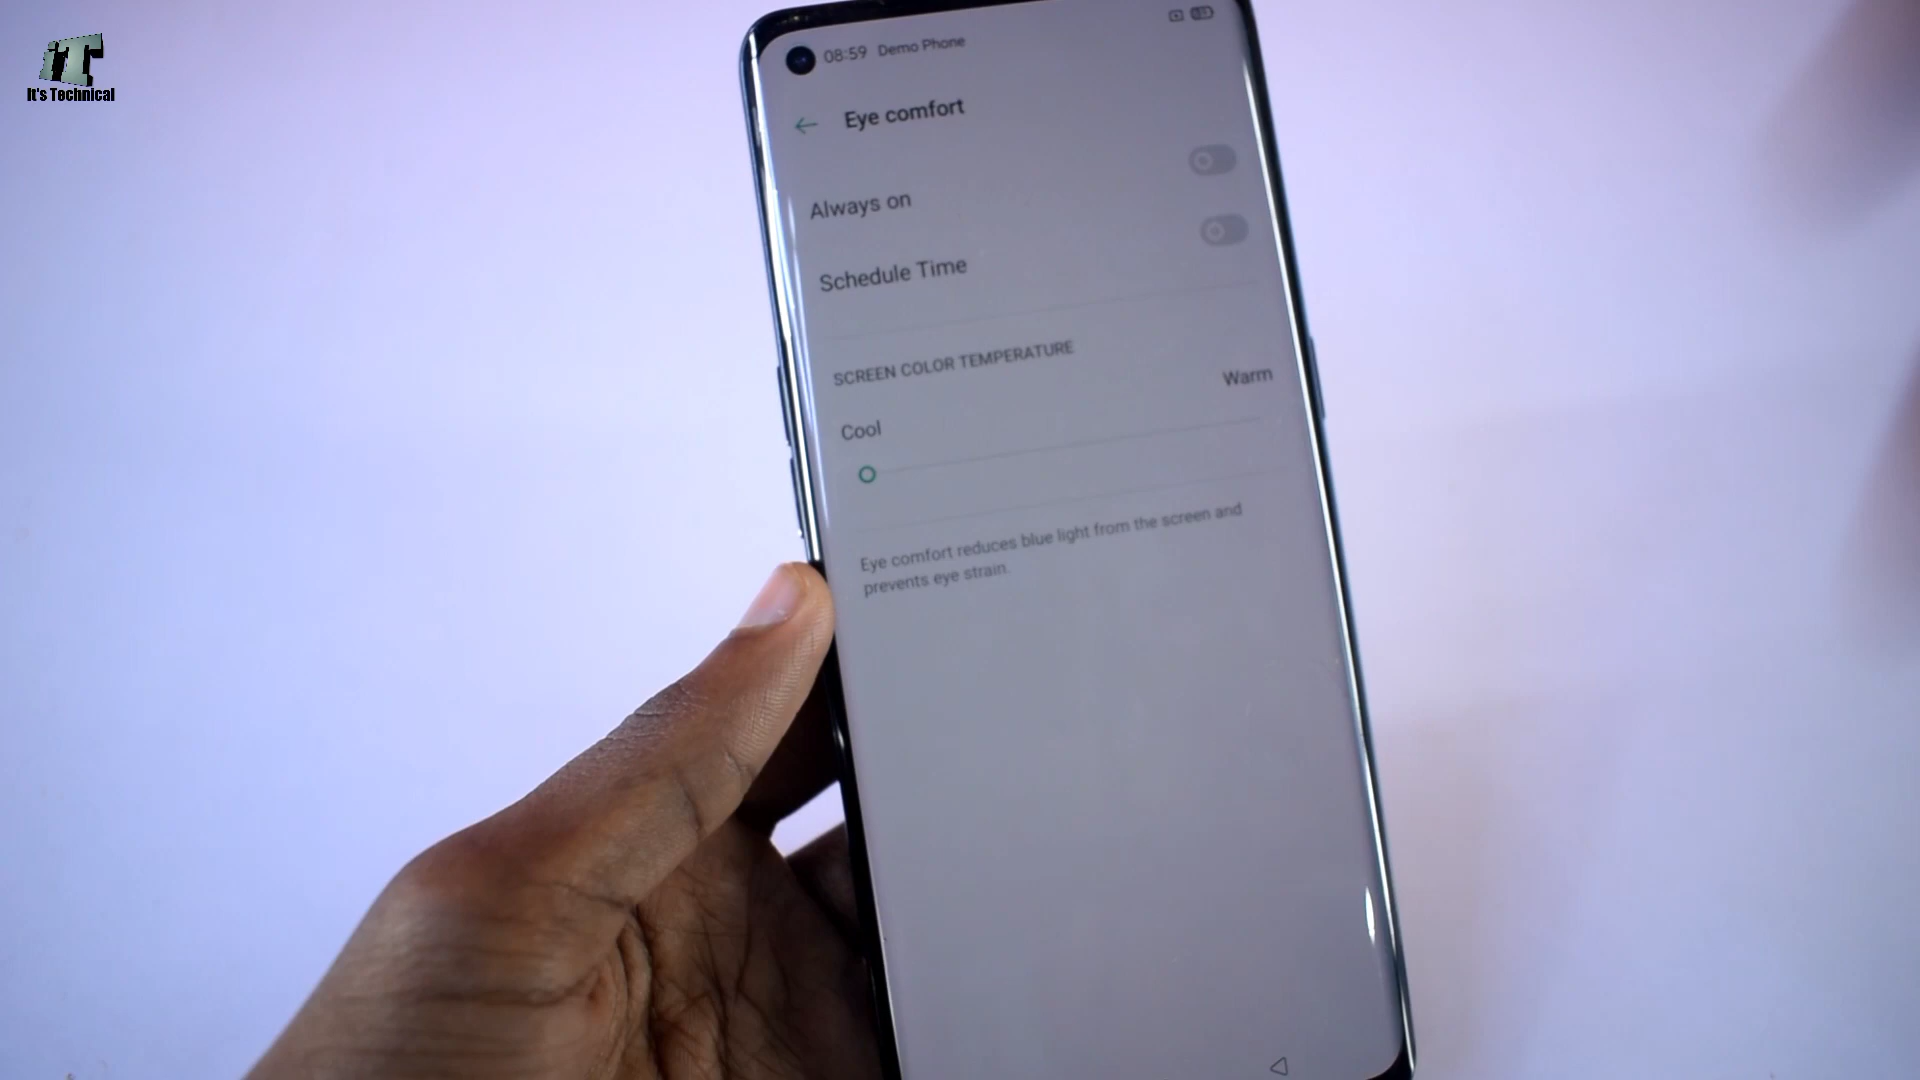 iT
It's Technical
08:59 Demo Phone
Eye comfort
Always on
Schedule Time
SCREEN COLOR TEMPERATURE
Cool
Warm
Eye comfort reduces blue light from the screen and
prevents eye strain.